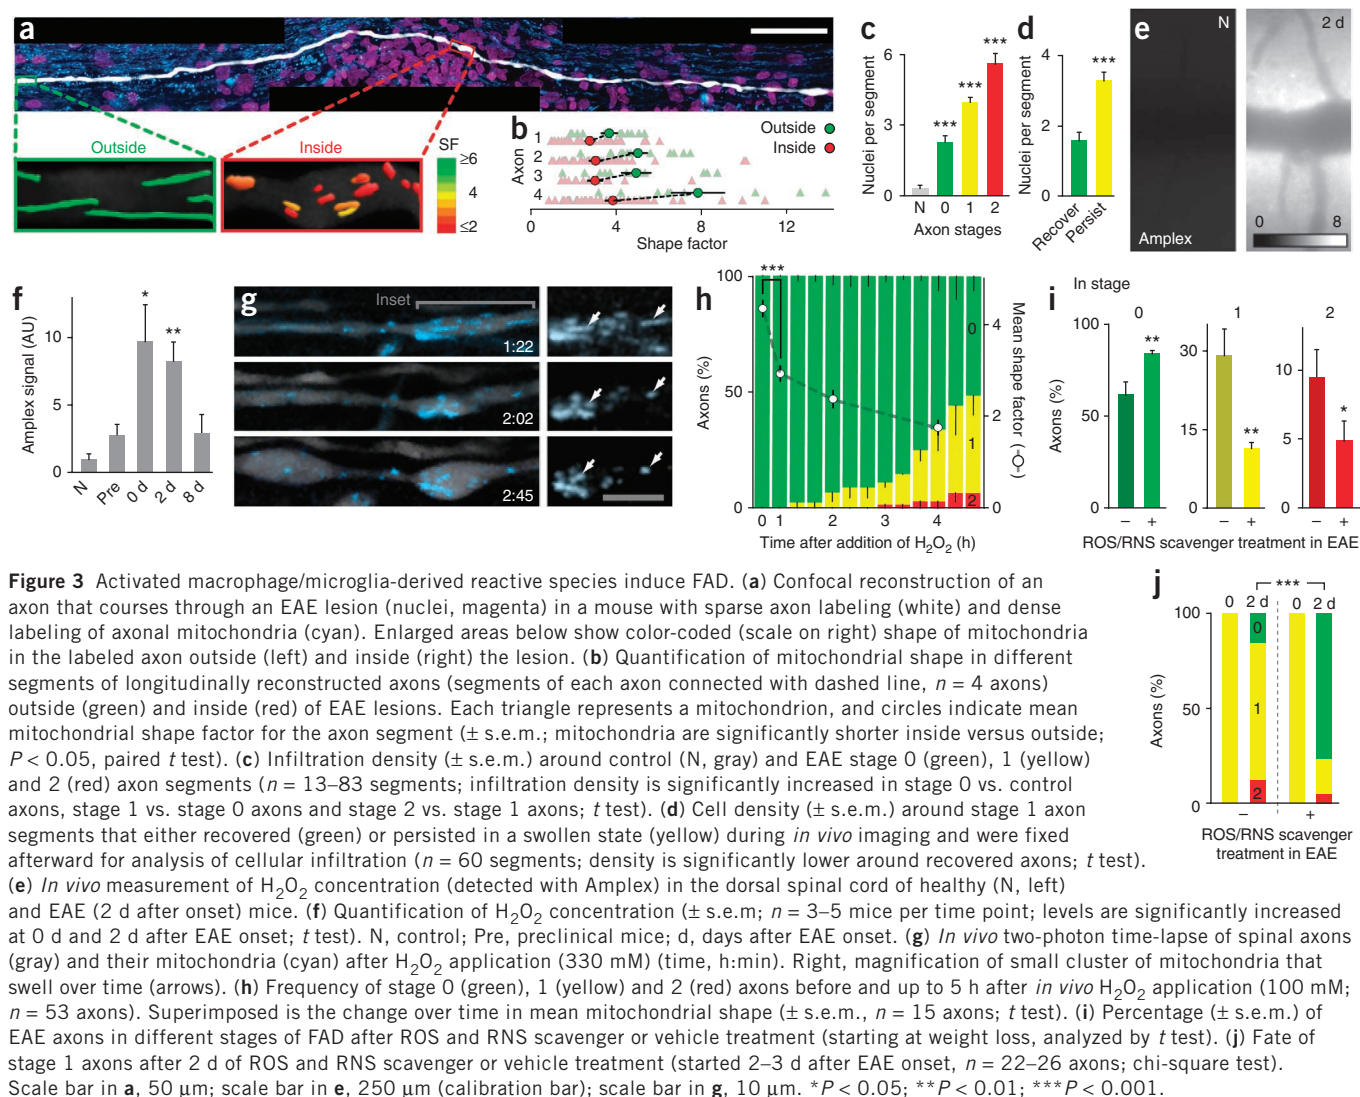 a
Outside
Inside
SF
≥6
4
≤2
b
Axon
1
2
3
4
Outside
Inside
0
4
8
12
Shape factor
c
Nuclei per segment
6
3
0
***
***
***
N
0
1
2
Axon stages
d
Nuclei per segment
4
2
0
***
Recover
Persist
e
N
Amplex
2 d
0
8
f
Amplex signal (AU)
10
5
0
*
**
N
Pre
0 d
2 d
8 d
g
Inset
1:22
2:02
2:45
h
***
100
50
0
Axons (%)
0
1
2
4
2
0
Mean shape factor (-O-)
0 1 2 3 4
Time after addition of H₂O₂ (h)
i
In stage
0
1
2
100
50
0
Axons (%)
**
30
15
0
**
10
5
0
*
– + – + – +
ROS/RNS scavenger treatment in EAE
j
***
0 2 d 0 2 d
100
50
0
Axons (%)
0
1
2
– +
ROS/RNS scavenger
treatment in EAE
Figure 3 Activated macrophage/microglia-derived reactive species induce FAD. (a) Confocal reconstruction of an
axon that courses through an EAE lesion (nuclei, magenta) in a mouse with sparse axon labeling (white) and dense
labeling of axonal mitochondria (cyan). Enlarged areas below show color-coded (scale on right) shape of mitochondria
in the labeled axon outside (left) and inside (right) the lesion. (b) Quantification of mitochondrial shape in different
segments of longitudinally reconstructed axons (segments of each axon connected with dashed line, n = 4 axons)
outside (green) and inside (red) of EAE lesions. Each triangle represents a mitochondrion, and circles indicate mean
mitochondrial shape factor for the axon segment (± s.e.m.; mitochondria are significantly shorter inside versus outside;
P < 0.05, paired t test). (c) Infiltration density (± s.e.m.) around control (N, gray) and EAE stage 0 (green), 1 (yellow)
and 2 (red) axon segments (n = 13–83 segments; infiltration density is significantly increased in stage 0 vs. control
axons, stage 1 vs. stage 0 axons and stage 2 vs. stage 1 axons; t test). (d) Cell density (± s.e.m.) around stage 1 axon
segments that either recovered (green) or persisted in a swollen state (yellow) during in vivo imaging and were fixed
afterward for analysis of cellular infiltration (n = 60 segments; density is significantly lower around recovered axons; t test).
(e) In vivo measurement of H₂O₂ concentration (detected with Amplex) in the dorsal spinal cord of healthy (N, left)
and EAE (2 d after onset) mice. (f) Quantification of H₂O₂ concentration (± s.e.m; n = 3–5 mice per time point; levels are significantly increased
at 0 d and 2 d after EAE onset; t test). N, control; Pre, preclinical mice; d, days after EAE onset. (g) In vivo two-photon time-lapse of spinal axons
(gray) and their mitochondria (cyan) after H₂O₂ application (330 mM) (time, h:min). Right, magnification of small cluster of mitochondria that
swell over time (arrows). (h) Frequency of stage 0 (green), 1 (yellow) and 2 (red) axons before and up to 5 h after in vivo H₂O₂ application (100 mM;
n = 53 axons). Superimposed is the change over time in mean mitochondrial shape (± s.e.m., n = 15 axons; t test). (i) Percentage (± s.e.m.) of
EAE axons in different stages of FAD after ROS and RNS scavenger or vehicle treatment (starting at weight loss, analyzed by t test). (j) Fate of
stage 1 axons after 2 d of ROS and RNS scavenger or vehicle treatment (started 2–3 d after EAE onset, n = 22–26 axons; chi-square test).
Scale bar in a, 50 μm; scale bar in e, 250 μm (calibration bar); scale bar in g, 10 μm. *P < 0.05; **P < 0.01; ***P < 0.001.